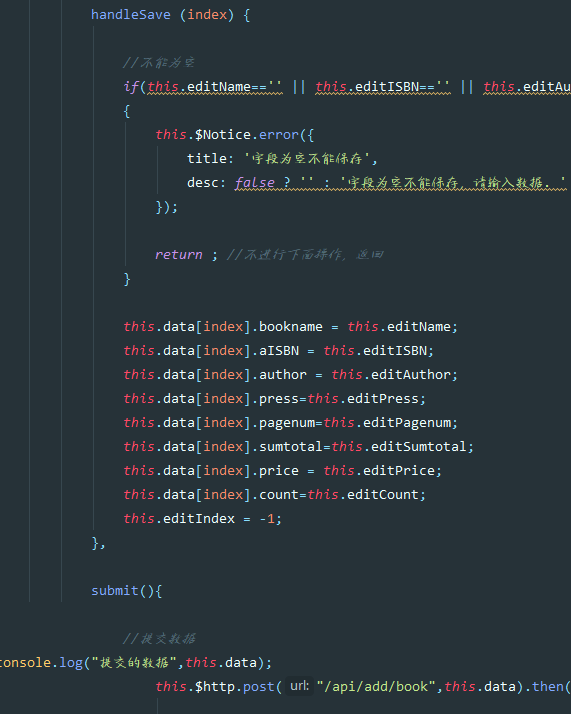 handleSave (index) {
//不能为空
if(this.editName=='' || this.editISBN=='' || this.editAu
{
this.$Notice.error({
title: '字段为空不能保存',
desc: false ? '' : '字段为空不能保存，请输入数据. '
});
return ; //不进行下面操作，返回
}
this.data[index].bookname = this.editName;
this.data[index].aISBN = this.editISBN;
this.data[index].author = this.editAuthor;
this.data[index].press=this.editPress;
this.data[index].pagenum=this.editPagenum;
this.data[index].sumtotal=this.editSumtotal;
this.data[index].price = this.editPrice;
this.data[index].count=this.editCount;
this.editIndex = -1;
},
submit(){
//提交数据
console.log("提交的数据",this.data);
this.$http.post( url: "/api/add/book",this.data).then(